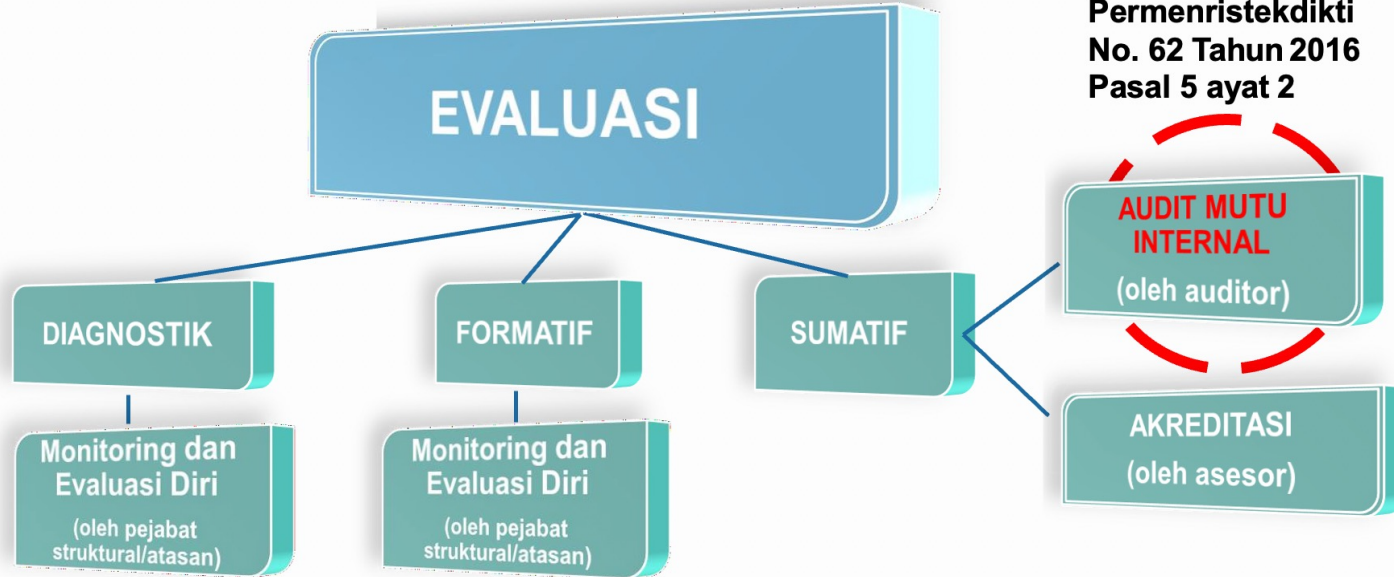 Permenristekdikti
No. 62 Tahun 2016
Pasal 5 ayat 2
EVALUASI
DIAGNOSTIK
FORMATIF
SUMATIF
AUDIT MUTU
INTERNAL
(oleh auditor)
AKREDITASI
(oleh asesor)
Monitoring dan
Evaluasi Diri
(oleh pejabat
struktural/atasan)
Monitoring dan
Evaluasi Diri
(oleh pejabat
struktural/atasan)